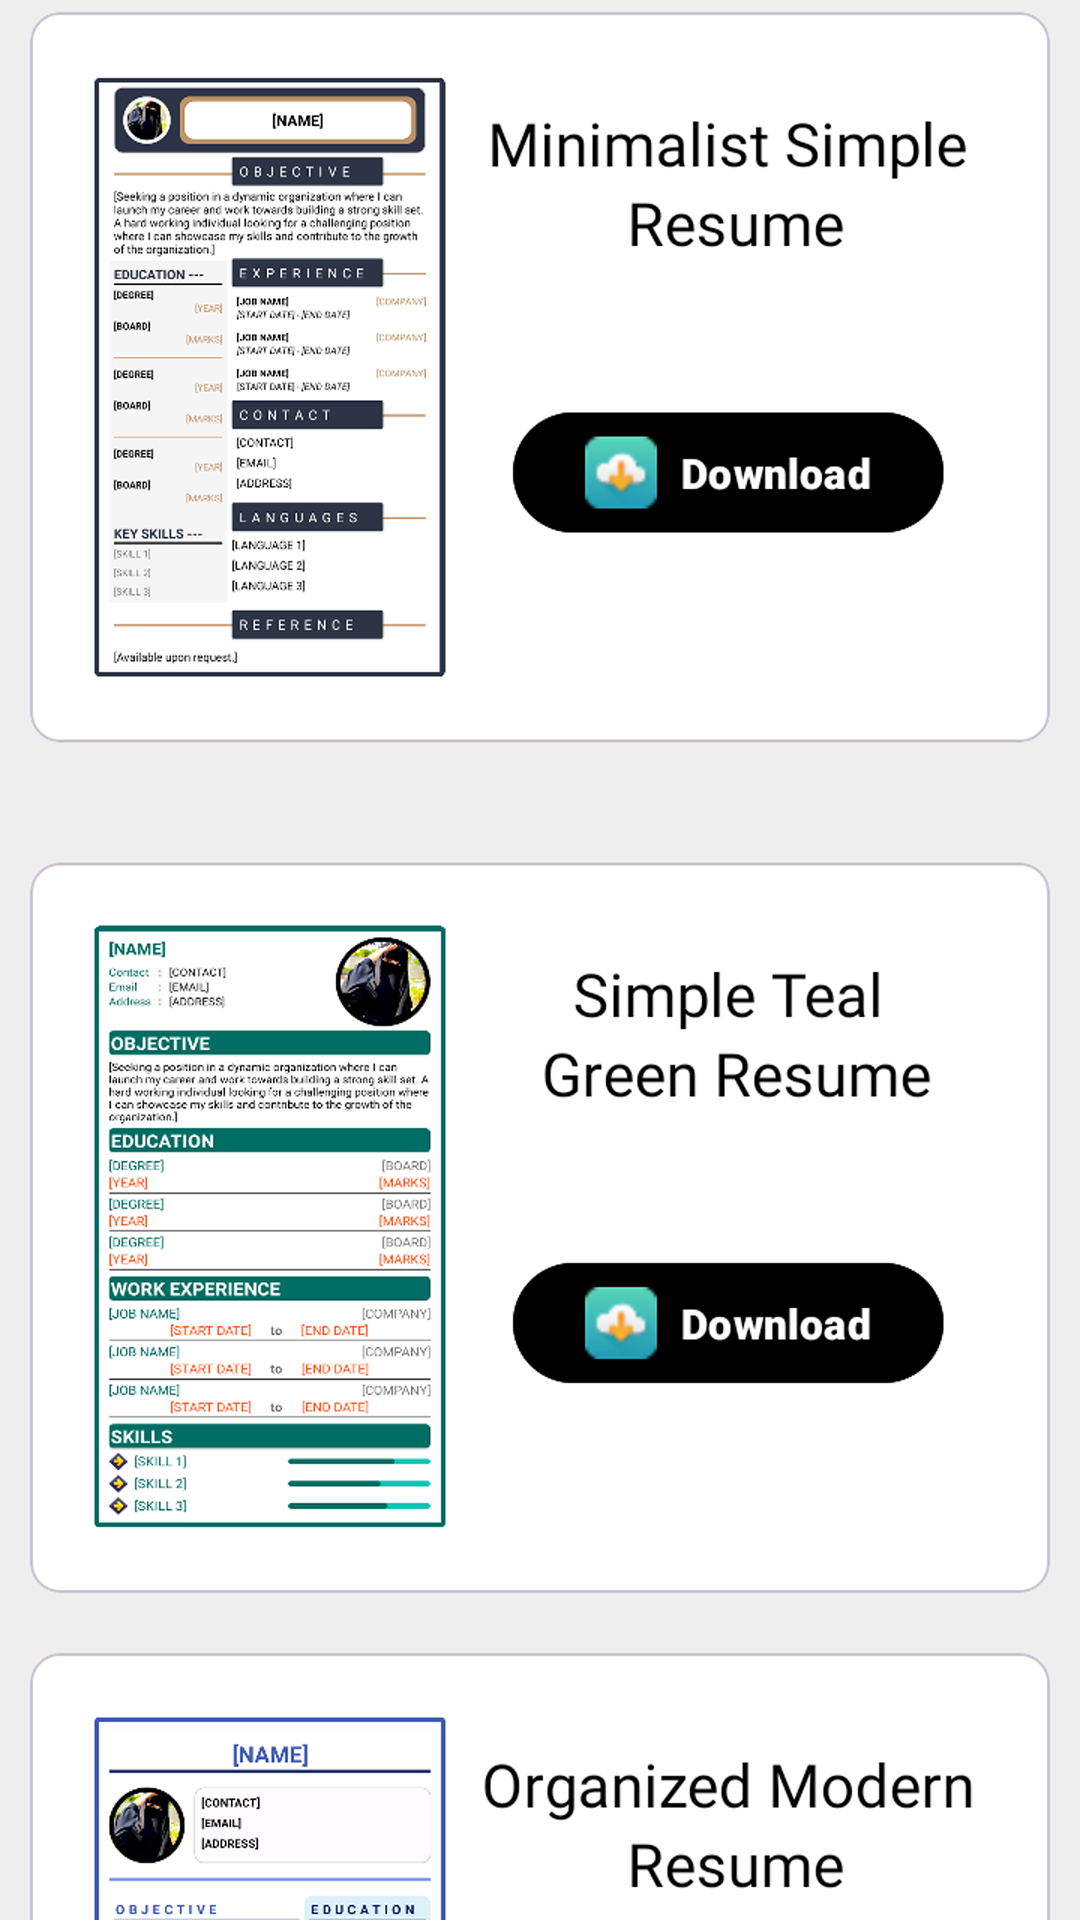 [NAME]
OBJECTIVE
[Seeking a position in a dynamic organization where I can
launch my career and work towards building a strong skill set.
A hard working individual looking for a challenging position
where I can showcase my skills and contribute to the growth
of the organization.]
EDUCATION ---
[DEGREE]
[YEAR]
[BOARD]
[MARKS]
[DEGREE]
[YEAR]
[BOARD]
[MARKS]
[DEGREE]
[YEAR]
[BOARD]
[MARKS]
KEY SKILLS ---
[SKILL 1]
[SKILL 2]
[SKILL 3]
EXPERIENCE
[JOB NAME] [COMPANY]
[START DATE] - [END DATE]
[JOB NAME] [COMPANY]
[START DATE] - [END DATE]
[JOB NAME] [COMPANY]
[START DATE] - [END DATE]
CONTACT
[CONTACT]
[EMAIL]
[ADDRESS]
LANGUAGES
[LANGUAGE 1]
[LANGUAGE 2]
[LANGUAGE 3]
REFERENCE
[Available upon request.]
Minimalist Simple
Resume
Download
[NAME]
Contact : [CONTACT]
Email : [EMAIL]
Address : [ADDRESS]
OBJECTIVE
[Seeking a position in a dynamic organization where I can
launch my career and work towards building a strong skill set. A
hard working individual looking for a challenging position where
I can showcase my skills and contribute to the growth of the
organization.]
EDUCATION
[DEGREE] [BOARD]
[YEAR] [MARKS]
[DEGREE] [BOARD]
[YEAR] [MARKS]
[DEGREE] [BOARD]
[YEAR] [MARKS]
WORK EXPERIENCE
[JOB NAME] [COMPANY]
[START DATE] to [END DATE]
[JOB NAME] [COMPANY]
[START DATE] to [END DATE]
[JOB NAME] [COMPANY]
[START DATE] to [END DATE]
SKILLS
[SKILL 1]
[SKILL 2]
[SKILL 3]
Simple Teal
Green Resume
Download
[NAME]
[CONTACT]
[EMAIL]
[ADDRESS]
OBJECTIVE
EDUCATION
Organized Modern
Resume